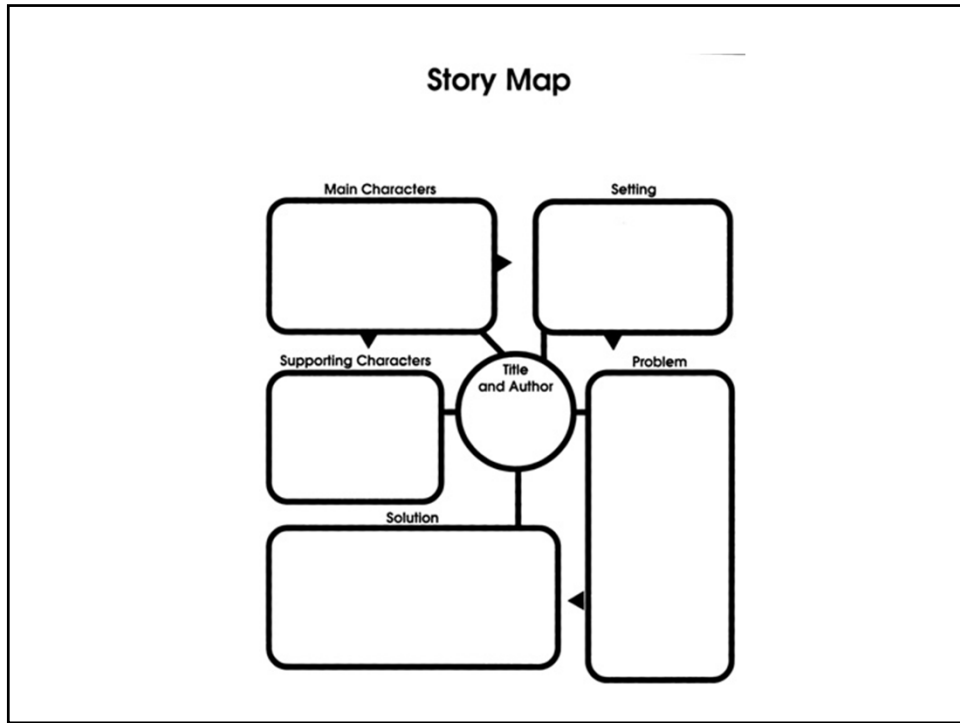 Story Map
Main Characters
Setting
Supporting Characters
Title
and Author
Problem
Solution